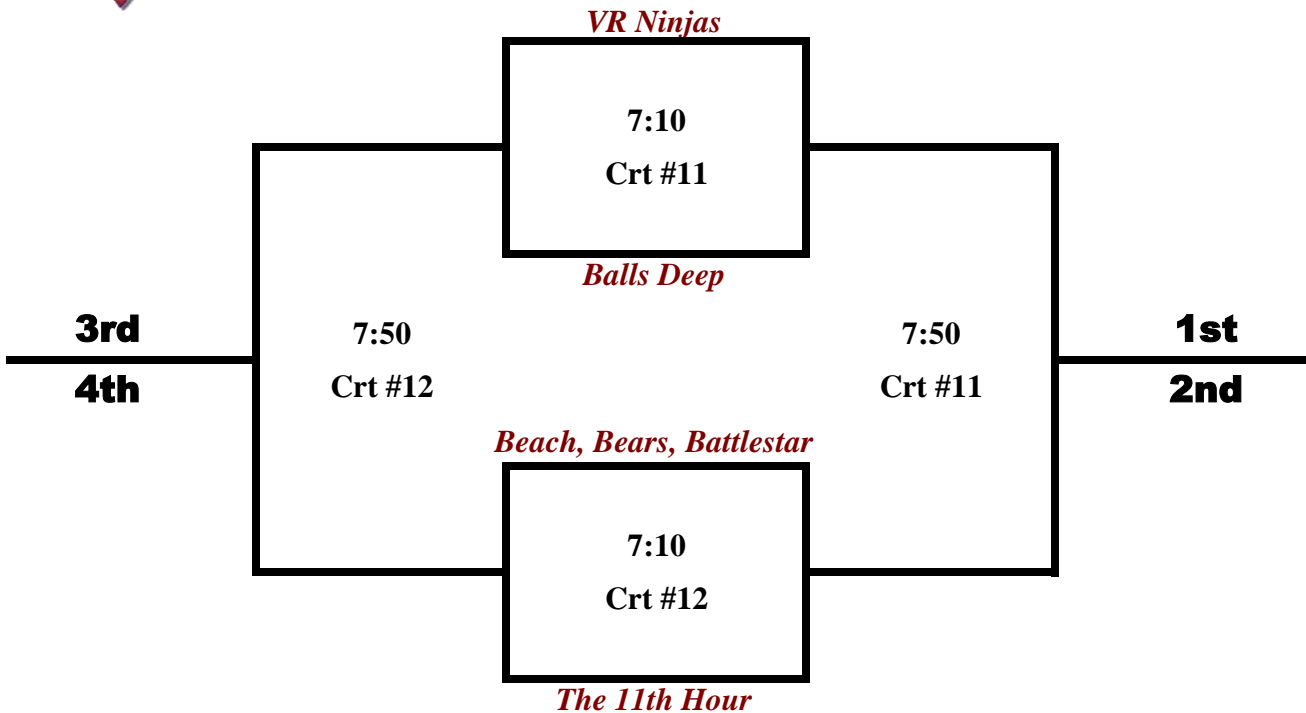 VR Ninjas
7:10
Crt #11
Balls Deep
3rd
4th
7:50
Crt #12
7:50
Crt #11
1st
2nd
Beach, Bears, Battlestar
7:10
Crt #12
The 11th Hour